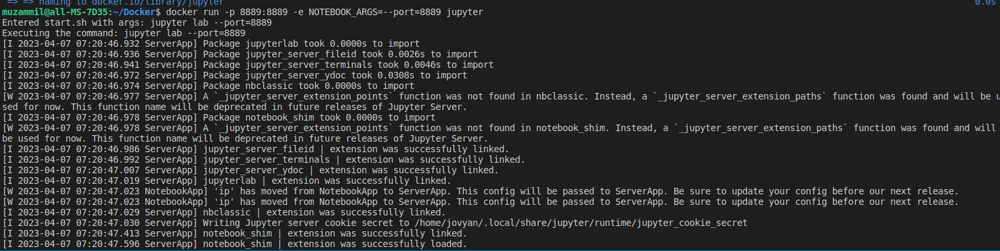 => => naming to docker.io/library/jupyter 0.0s
muzammil@all-MS-7D35:~/Docker$ docker run -p 8889:8889 -e NOTEBOOK_ARGS=--port=8889 jupyter
Entered start.sh with args: jupyter lab --port=8889
Executing the command: jupyter lab --port=8889
[I 2023-04-07 07:20:46.932 ServerApp] Package jupyterlab took 0.0000s to import
[I 2023-04-07 07:20:46.936 ServerApp] Package jupyter_server_fileid took 0.0026s to import
[I 2023-04-07 07:20:46.941 ServerApp] Package jupyter_server_terminals took 0.0046s to import
[I 2023-04-07 07:20:46.972 ServerApp] Package jupyter_server_ydoc took 0.0308s to import
[I 2023-04-07 07:20:46.974 ServerApp] Package nbclassic took 0.0000s to import
[W 2023-04-07 07:20:46.977 ServerApp] A `_jupyter_server_extension_points` function was not found in nbclassic. Instead, a `_jupyter_server_extension_paths` function was found and will be u
sed for now. This function name will be deprecated in future releases of Jupyter Server.
[I 2023-04-07 07:20:46.978 ServerApp] Package notebook_shim took 0.0000s to import
[W 2023-04-07 07:20:46.978 ServerApp] A `_jupyter_server_extension_points` function was not found in notebook_shim. Instead, a `_jupyter_server_extension_paths` function was found and will
be used for now. This function name will be deprecated in future releases of Jupyter Server.
[I 2023-04-07 07:20:46.986 ServerApp] jupyter_server_fileid | extension was successfully linked.
[I 2023-04-07 07:20:46.992 ServerApp] jupyter_server_terminals | extension was successfully linked.
[I 2023-04-07 07:20:47.007 ServerApp] jupyter_server_ydoc | extension was successfully linked.
[I 2023-04-07 07:20:47.019 ServerApp] jupyterlab | extension was successfully linked.
[W 2023-04-07 07:20:47.023 NotebookApp] 'ip' has moved from NotebookApp to ServerApp. This config will be passed to ServerApp. Be sure to update your config before our next release.
[W 2023-04-07 07:20:47.023 NotebookApp] 'ip' has moved from NotebookApp to ServerApp. This config will be passed to ServerApp. Be sure to update your config before our next release.
[I 2023-04-07 07:20:47.029 ServerApp] nbclassic | extension was successfully linked.
[I 2023-04-07 07:20:47.030 ServerApp] Writing Jupyter server cookie secret to /home/jovyan/.local/share/jupyter/runtime/jupyter_cookie_secret
[I 2023-04-07 07:20:47.413 ServerApp] notebook_shim | extension was successfully linked.
[I 2023-04-07 07:20:47.596 ServerApp] notebook_shim | extension was successfully loaded.